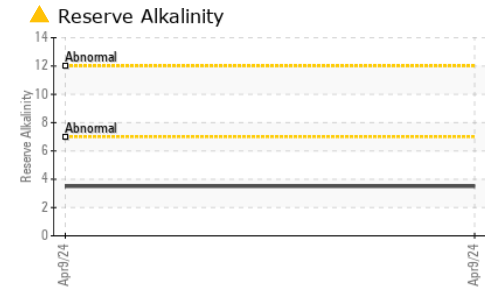 Reserve Alkalinity
14
Abnormal
12
10
8
Abnormal
6
4
2
0
Reserve Alkalinity
Apr9/24
Apr9/24